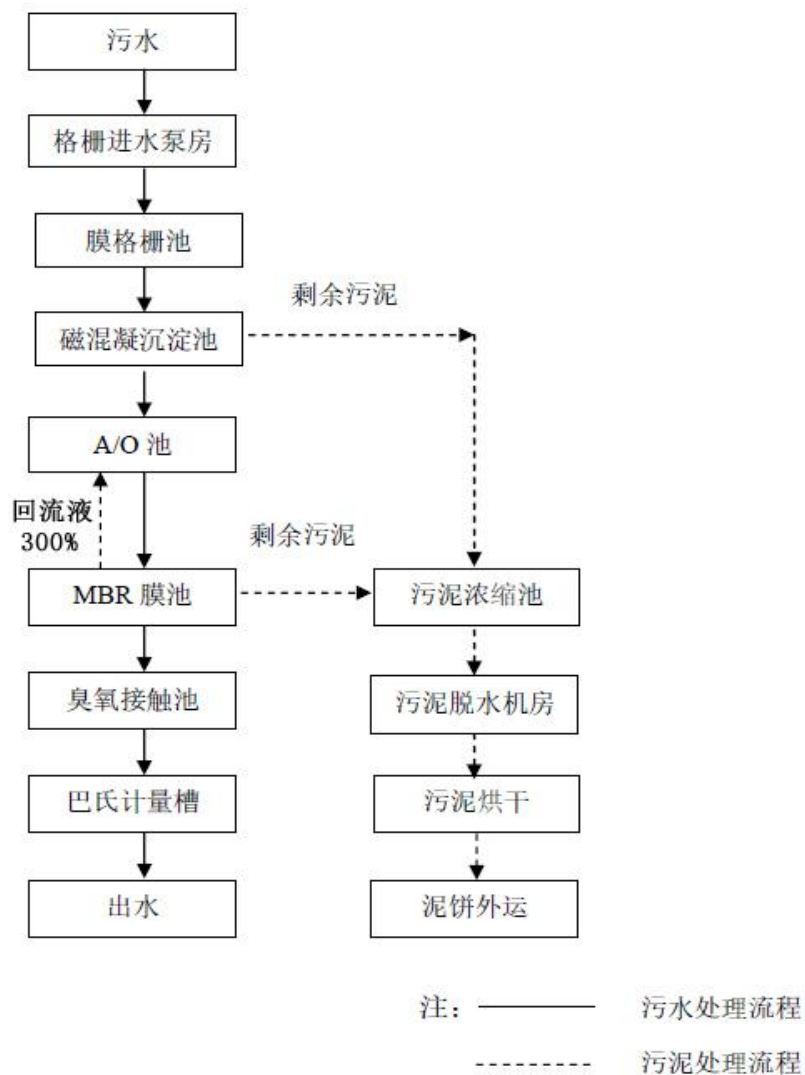 污水
格栅进水泵房
膜格栅池
剩余污泥
磁混凝沉淀池
A/O 池
回流液
300%
剩余污泥
MBR 膜池
污泥浓缩池
臭氧接触池
污泥脱水机房
巴氏计量槽
污泥烘干
出水
泥饼外运
注：
污水处理流程
污泥处理流程